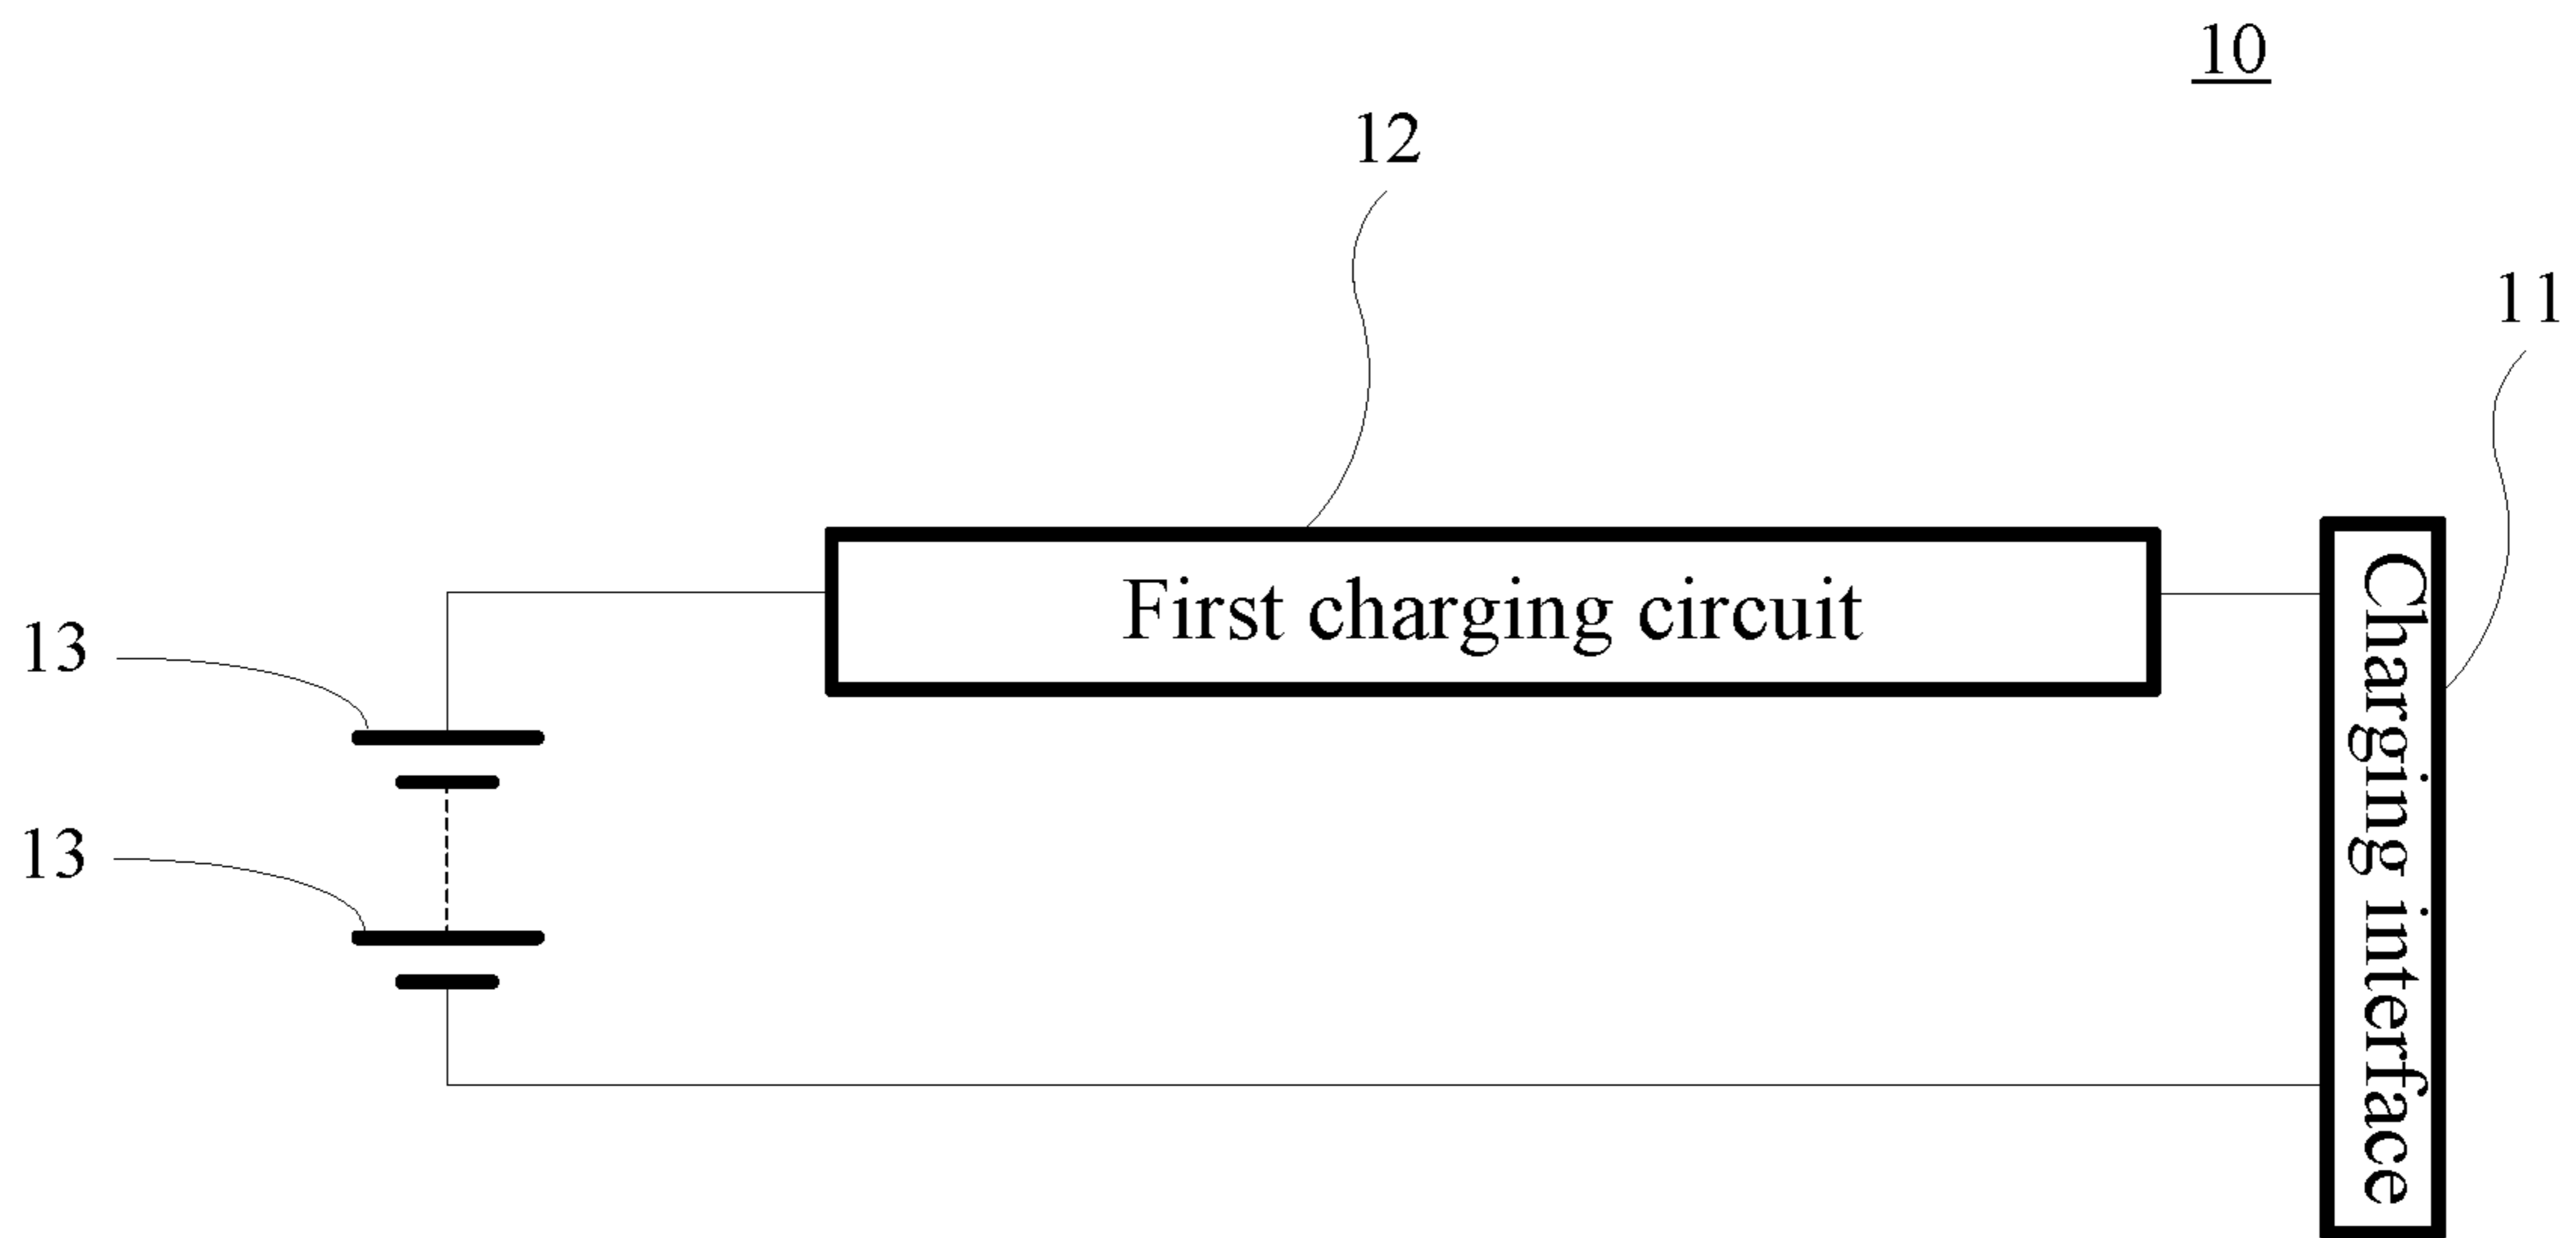 10
12
11
First charging circuit
Charging interface
13
13